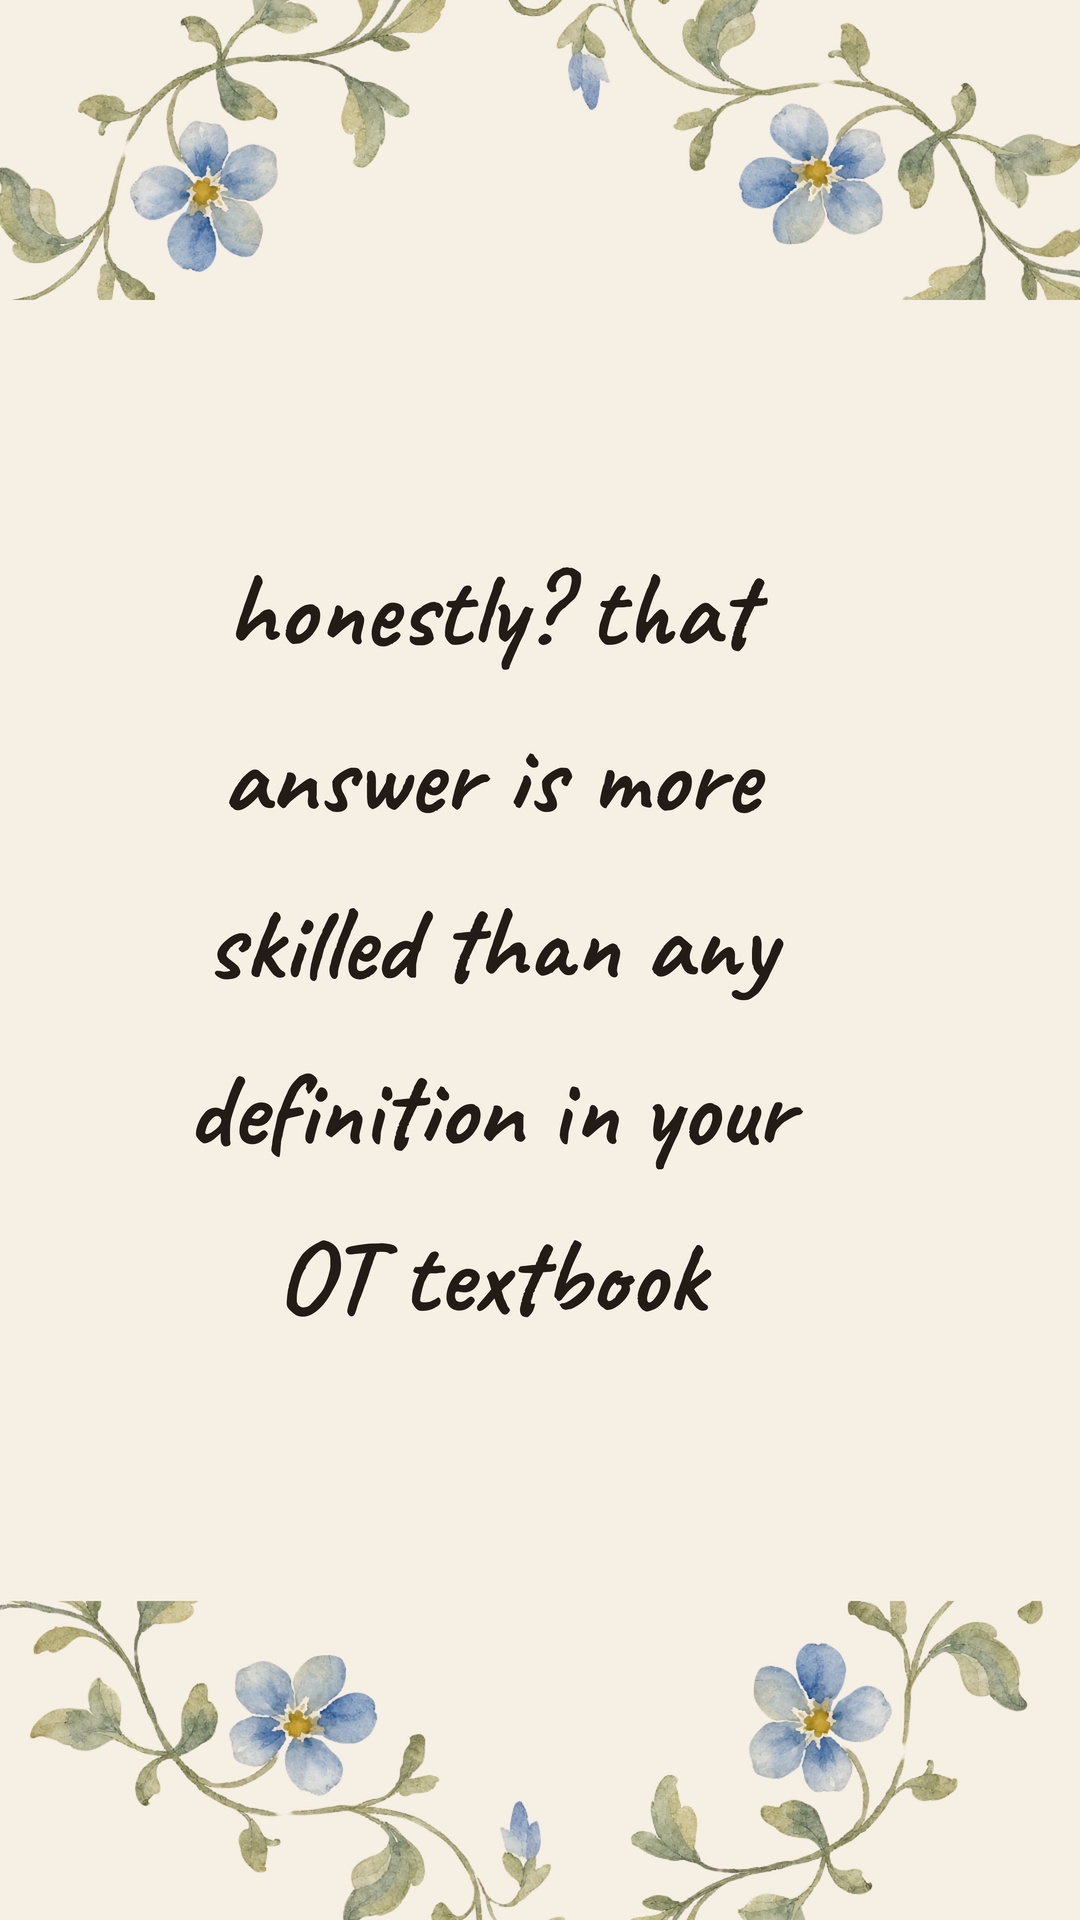 honestly? that
answer is more
skilled than any
definition in your
OT textbook